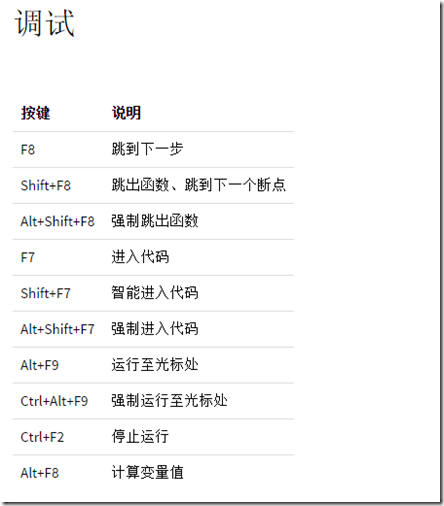 调试
按键 说明
F8 跳到下一步
Shift+F8 跳出函数、跳到下一个断点
Alt+Shift+F8 强制跳出函数
F7 进入代码
Shift+F7 智能进入代码
Alt+Shift+F7 强制进入代码
Alt+F9 运行至光标处
Ctrl+Alt+F9 强制运行至光标处
Ctrl+F2 停止运行
Alt+F8 计算变量值